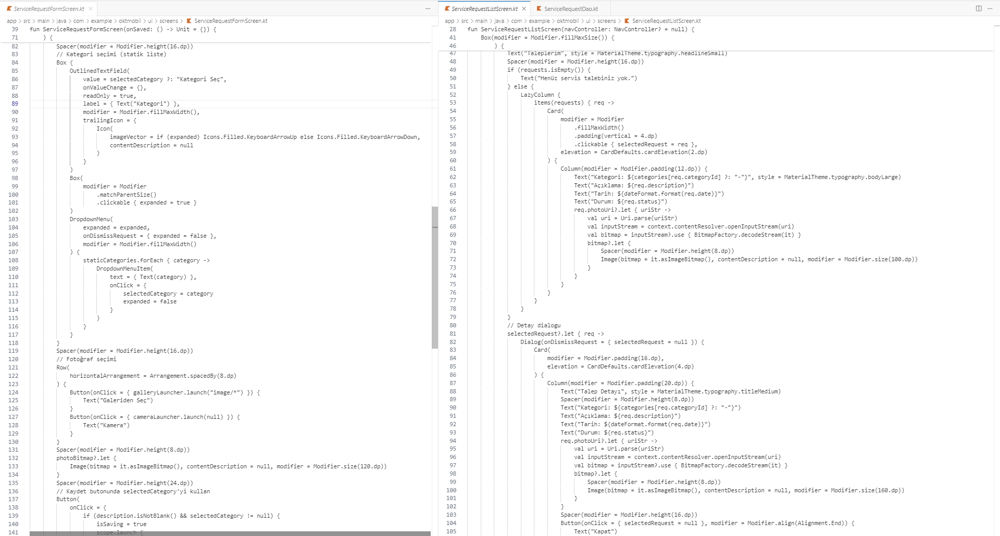 ServiceRequestFormScreen.kt
app > src > main > java > com > example > oktmobil > ui > screens > ServiceRequestFormScreen.kt
39 fun ServiceRequestFormScreen(onSaved: () -> Unit = {}) {
71 ) {
82 Spacer(modifier = Modifier.height(16.dp))
83 // Kategori seçimi (statik liste)
84 Box {
85 OutlinedTextField(
86 value = selectedCategory ?: "Kategori Seç",
87 onValueChange = {},
88 readOnly = true,
89 label = { Text("Kategori") },
90 modifier = Modifier.fillMaxWidth(),
91 trailingIcon = {
92 Icon(
93 imageVector = if (expanded) Icons.Filled.KeyboardArrowUp else Icons.Filled.KeyboardArrowDown,
94 contentDescription = null
95 )
96 }
97 )
98 Box(
99 modifier = Modifier
100 .matchParentSize()
101 .clickable { expanded = true }
102 )
103 DropdownMenu(
104 expanded = expanded,
105 onDismissRequest = { expanded = false },
106 modifier = Modifier.fillMaxWidth()
107 ) {
108 staticCategories.forEach { category ->
109 DropdownMenuItem(
110 text = { Text(category) },
111 onClick = {
112 selectedCategory = category
113 expanded = false
114 }
115 )
116 }
117 }
118 }
119 Spacer(modifier = Modifier.height(16.dp))
120 // Fotoğraf seçimi
121 Row(
122 horizontalArrangement = Arrangement.spacedBy(8.dp)
123 ) {
124 Button(onClick = { galleryLauncher.launch("image/*") }) {
125 Text("Galeriden Seç")
126 }
127 Button(onClick = { cameraLauncher.launch(null) }) {
128 Text("Kamera")
129 }
130 }
131 Spacer(modifier = Modifier.height(8.dp))
132 photoBitmap?.let {
133 Image(bitmap = it.asImageBitmap(), contentDescription = null, modifier = Modifier.size(120.dp))
134 }
135 Spacer(modifier = Modifier.height(24.dp))
136 // Kaydet butonunda selectedCategory'yi kullan
137 Button(
138 onClick = {
139 if (description.isNotBlank() && selectedCategory != null) {
140 isSaving = true
141 scope.launch {
ServiceRequestListScreen.kt ServiceRequestDao.kt
app > src > main > java > com > example > oktmobil > ui > screens > ServiceRequestListScreen.kt
28 fun ServiceRequestListScreen(navController: NavController? = null) {
41 Box(modifier = Modifier.fillMaxSize()) {
46 ) {
47 Text("Taleplerim", style = MaterialTheme.typography.headlineSmall)
48 Spacer(modifier = Modifier.height(16.dp))
49 if (requests.isEmpty()) {
50 Text("Henüz servis talebiniz yok.")
51 } else {
52 LazyColumn {
53 items(requests) { req ->
54 Card(
55 modifier = Modifier
56 .fillMaxWidth()
57 .padding(vertical = 4.dp)
58 .clickable { selectedRequest = req },
59 elevation = CardDefaults.cardElevation(2.dp)
60 ) {
61 Column(modifier = Modifier.padding(12.dp)) {
62 Text("Kategori: ${categories[req.categoryId] ?: "-"}", style = MaterialTheme.typography.bodyLarge)
63 Text("Açıklama: ${req.description}")
64 Text("Tarih: ${dateFormat.format(req.date)}")
65 Text("Durum: ${req.status}")
66 req.photoUri?.let { uriStr ->
67 val uri = Uri.parse(uriStr)
68 val inputStream = context.contentResolver.openInputStream(uri)
69 val bitmap = inputStream?.use { BitmapFactory.decodeStream(it) }
70 bitmap?.let {
71 Spacer(modifier = Modifier.height(8.dp))
72 Image(bitmap = it.asImageBitmap(), contentDescription = null, modifier = Modifier.size(100.dp))
73 }
74 }
75 }
76 }
77 }
78 }
79 }
80 // Detay dialogu
81 selectedRequest?.let { req ->
82 Dialog(onDismissRequest = { selectedRequest = null }) {
83 Card(
84 modifier = Modifier.padding(16.dp),
85 elevation = CardDefaults.cardElevation(4.dp)
86 ) {
87 Column(modifier = Modifier.padding(20.dp)) {
88 Text("Talep Detayı", style = MaterialTheme.typography.titleMedium)
89 Spacer(modifier = Modifier.height(8.dp))
90 Text("Kategori: ${categories[req.categoryId] ?: "-"}")
91 Text("Açıklama: ${req.description}")
92 Text("Tarih: ${dateFormat.format(req.date)}")
93 Text("Durum: ${req.status}")
94 req.photoUri?.let { uriStr ->
95 val uri = Uri.parse(uriStr)
96 val inputStream = context.contentResolver.openInputStream(uri)
97 val bitmap = inputStream?.use { BitmapFactory.decodeStream(it) }
98 bitmap?.let {
99 Spacer(modifier = Modifier.height(8.dp))
100 Image(bitmap = it.asImageBitmap(), contentDescription = null, modifier = Modifier.size(160.dp))
101 }
102 }
103 Spacer(modifier = Modifier.height(16.dp))
104 Button(onClick = { selectedRequest = null }, modifier = Modifier.align(Alignment.End)) {
105 Text("Kapat")